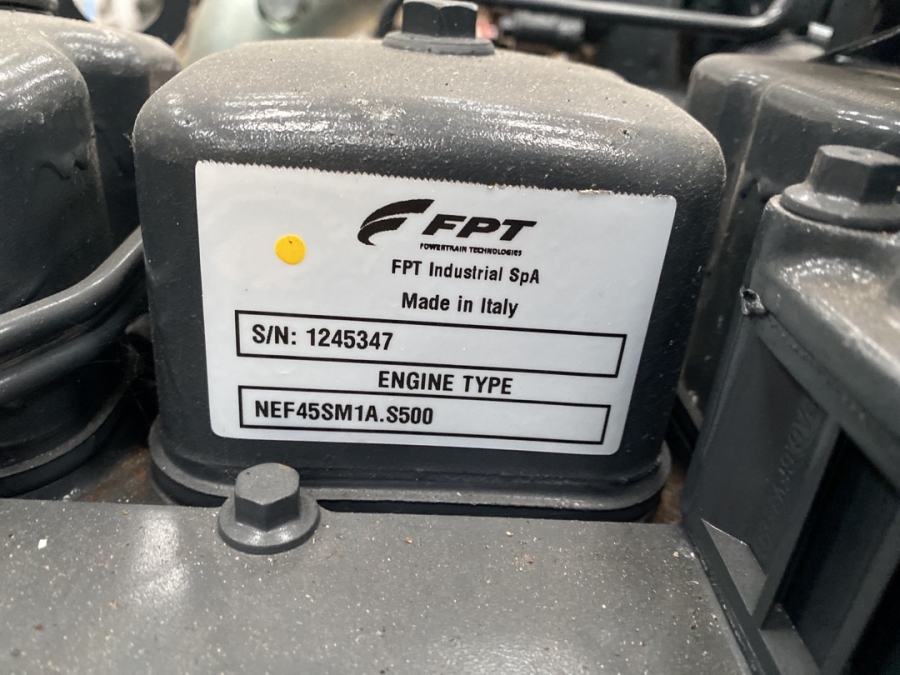 FPT
POWERTRAIN TECHNOLOGIES
FPT Industrial SpA
Made in Italy
S/N: 1245347
ENGINE TYPE
NEF45SM1A.S500